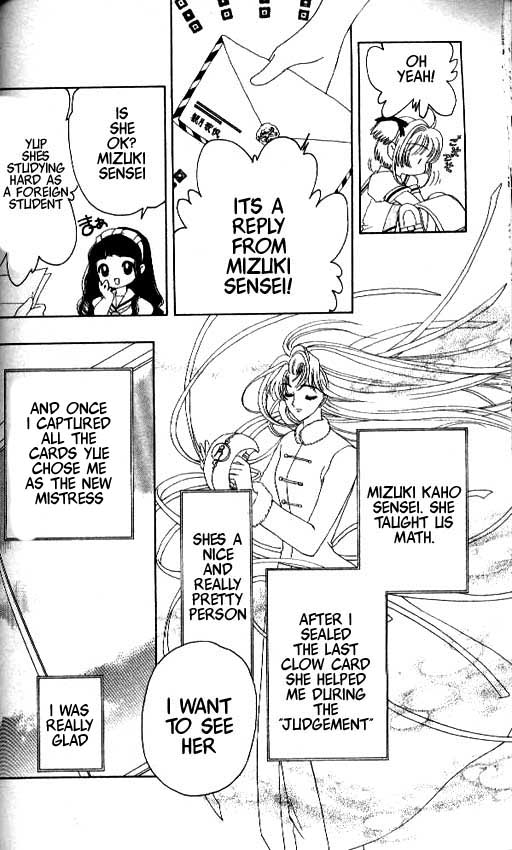 OH
YEAH!
ITS A
REPLY
FROM
MIZUKI
SENSEI!
IS
SHE
OK?
MIZUKI
SENSEI
YUP
SHES
STUDYING
HARD AS
A FOREIGN
STUDENT
まぁ
MIZUKI KAHO
SENSEI. SHE
TAUGHT US
MATH.
AFTER I
SEALED
THE LAST
CLOW CARD
SHE HELPED
ME DURING
THE
"JUDGEMENT"
SHES A
NICE
AND
REALLY
PRETTY
PERSON
I WANT
TO SEE
HER
AND ONCE
I CAPTURED
ALL THE
CARDS YUE
CHOSE ME
AS THE NEW
MISTRESS
I WAS
REALLY
GLAD